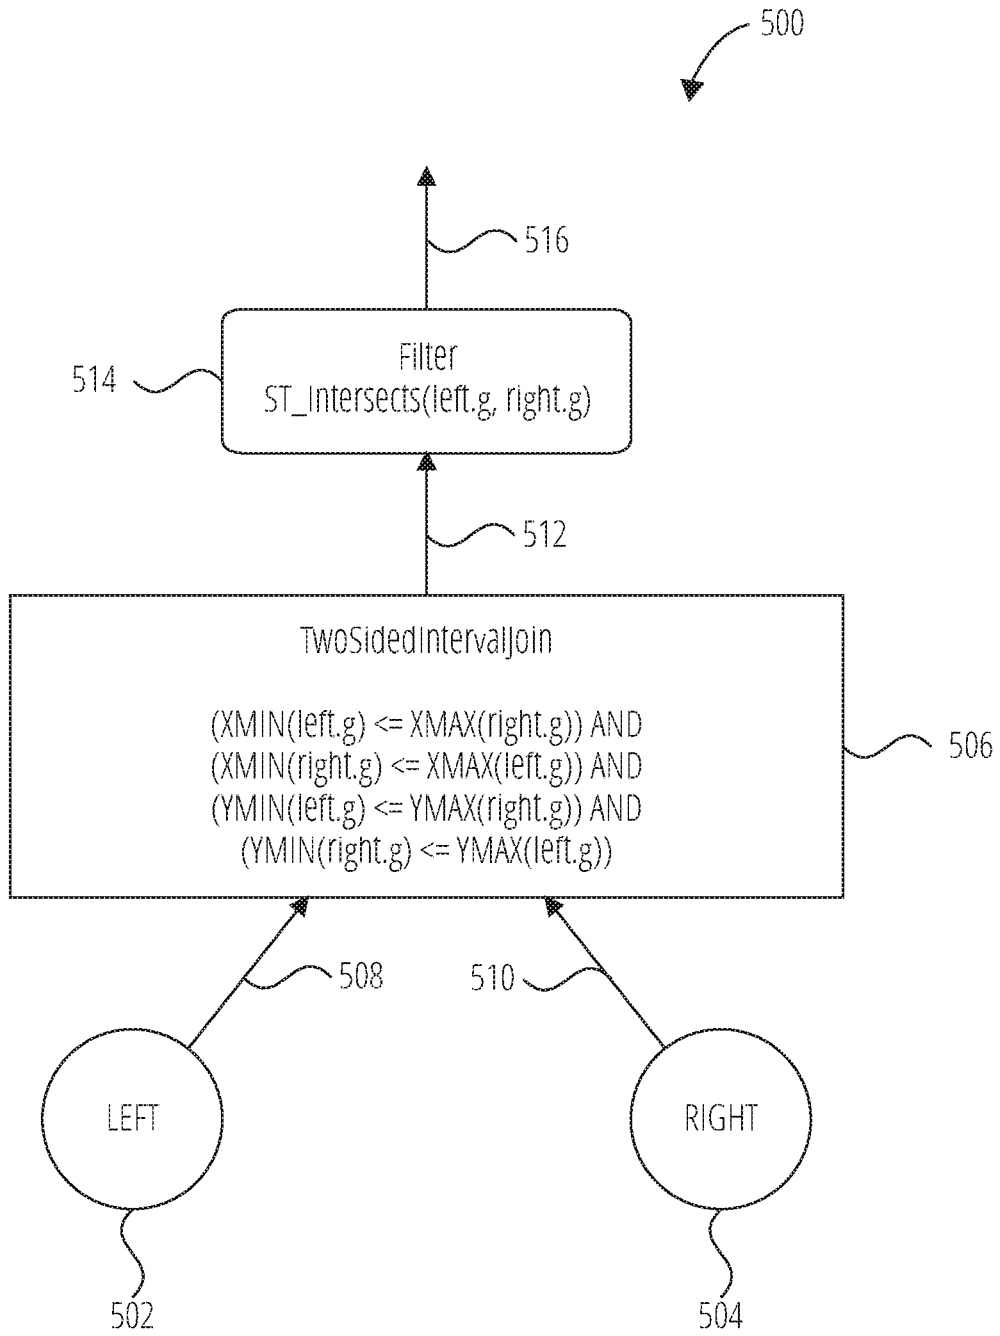 500
516
Filter
514
ST_Intersects(left.g, right.g)
512
TwoSidedIntervalJoin
(XMIN(left.g) <= XMAX(right.g)) AND
506
(XMIN(right.g) <= XMAX(left.g)) AND
(YMIN(left.g) <= YMAX(right.g)) AND
(YMIN(right.g) <= YMAX(left.g))
508
510
LEFT
RIGHT
502
504